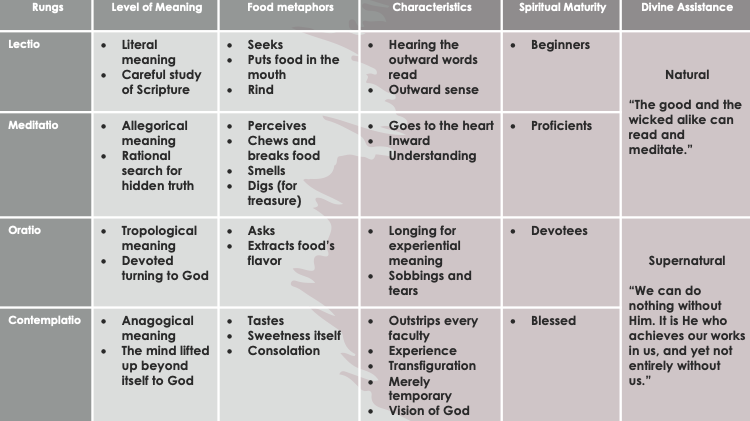 Rungs
Level of Meaning
Food metaphors
Characteristics
Spiritual Maturity
Divine Assistance
Lectio
• Literal
meaning
• Careful study
of Scripture
• Seeks
• Puts food in the
mouth
• Rind
• Hearing the
outward words
read
• Outward sense
• Beginners
Natural
“The good and the
wicked alike can
read and
meditate.”
Meditatio
• Allegorical
meaning
• Rational
search for
hidden truth
• Perceives
• Chews and
breaks food
• Smells
• Digs (for
treasure)
• Goes to the heart
• Inward
Understanding
• Proficients
Oratio
• Tropological
meaning
• Devoted
turning to God
• Asks
• Extracts food’s
flavor
• Longing for
experiential
meaning
• Sobbings and
tears
• Devotees
Supernatural
“We can do
nothing without
Him. It is He who
achieves our works
in us, and yet not
entirely without
us.”
Contemplatio
• Anagogical
meaning
• The mind lifted
up beyond
itself to God
• Tastes
• Sweetness itself
• Consolation
• Outstrips every
faculty
• Experience
• Transfiguration
• Merely
temporary
• Vision of God
• Blessed